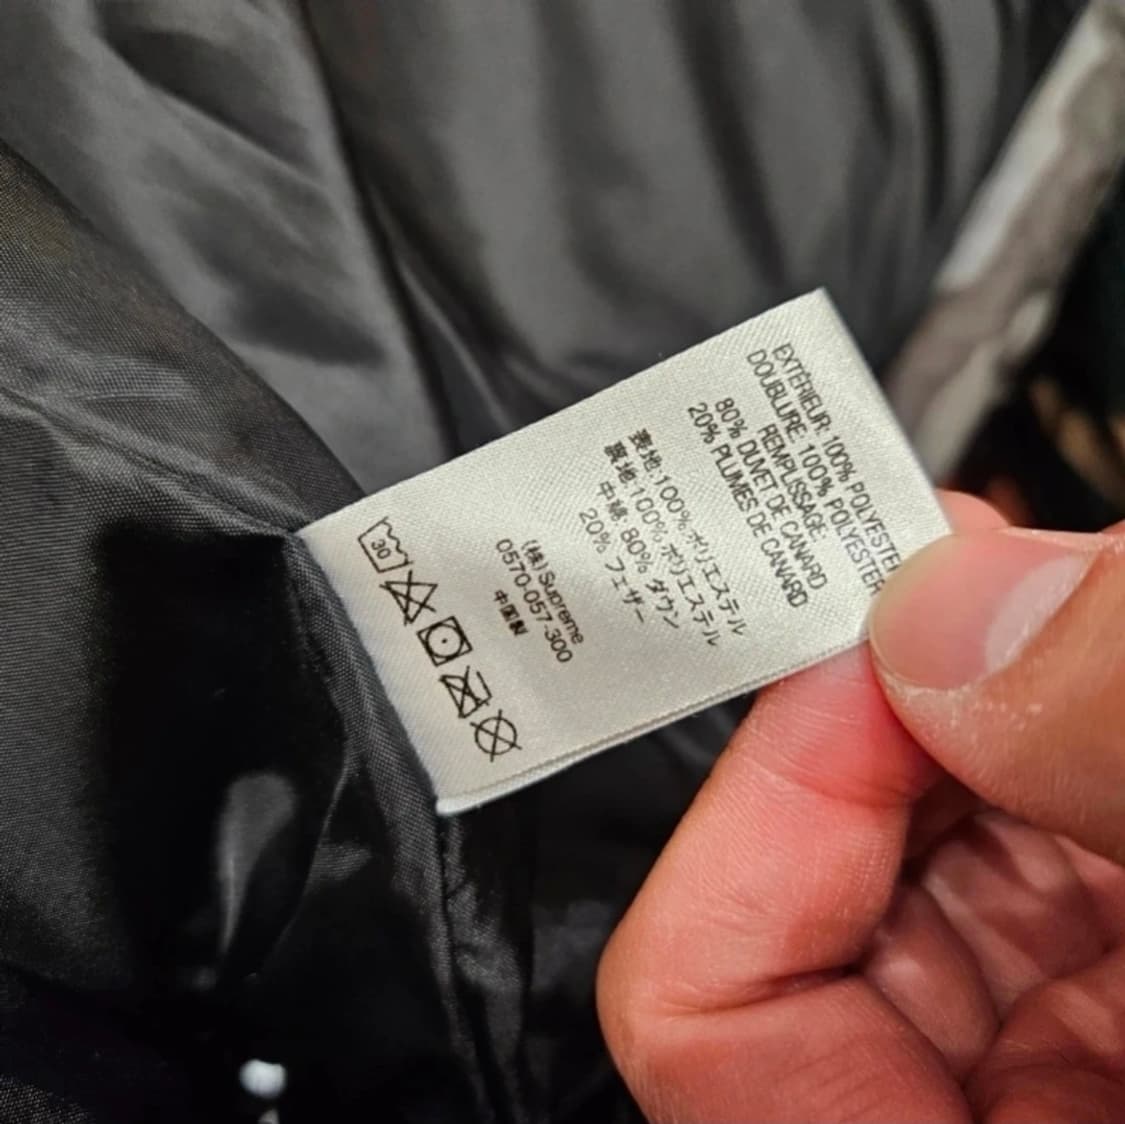 EXTÉRIEUR: 100% POLYESTER
DOUBLURE: 100% POLYESTER
REMPLISSAGE:
80% DUVET DE CANARD
20% PLUMES DE CANARD
表地:100% ポリエステル
裏地:100% ポリエステル
中綿: 80% ダウン
20% フェザー
(株)Supreme
0570-057-300
中国製
30